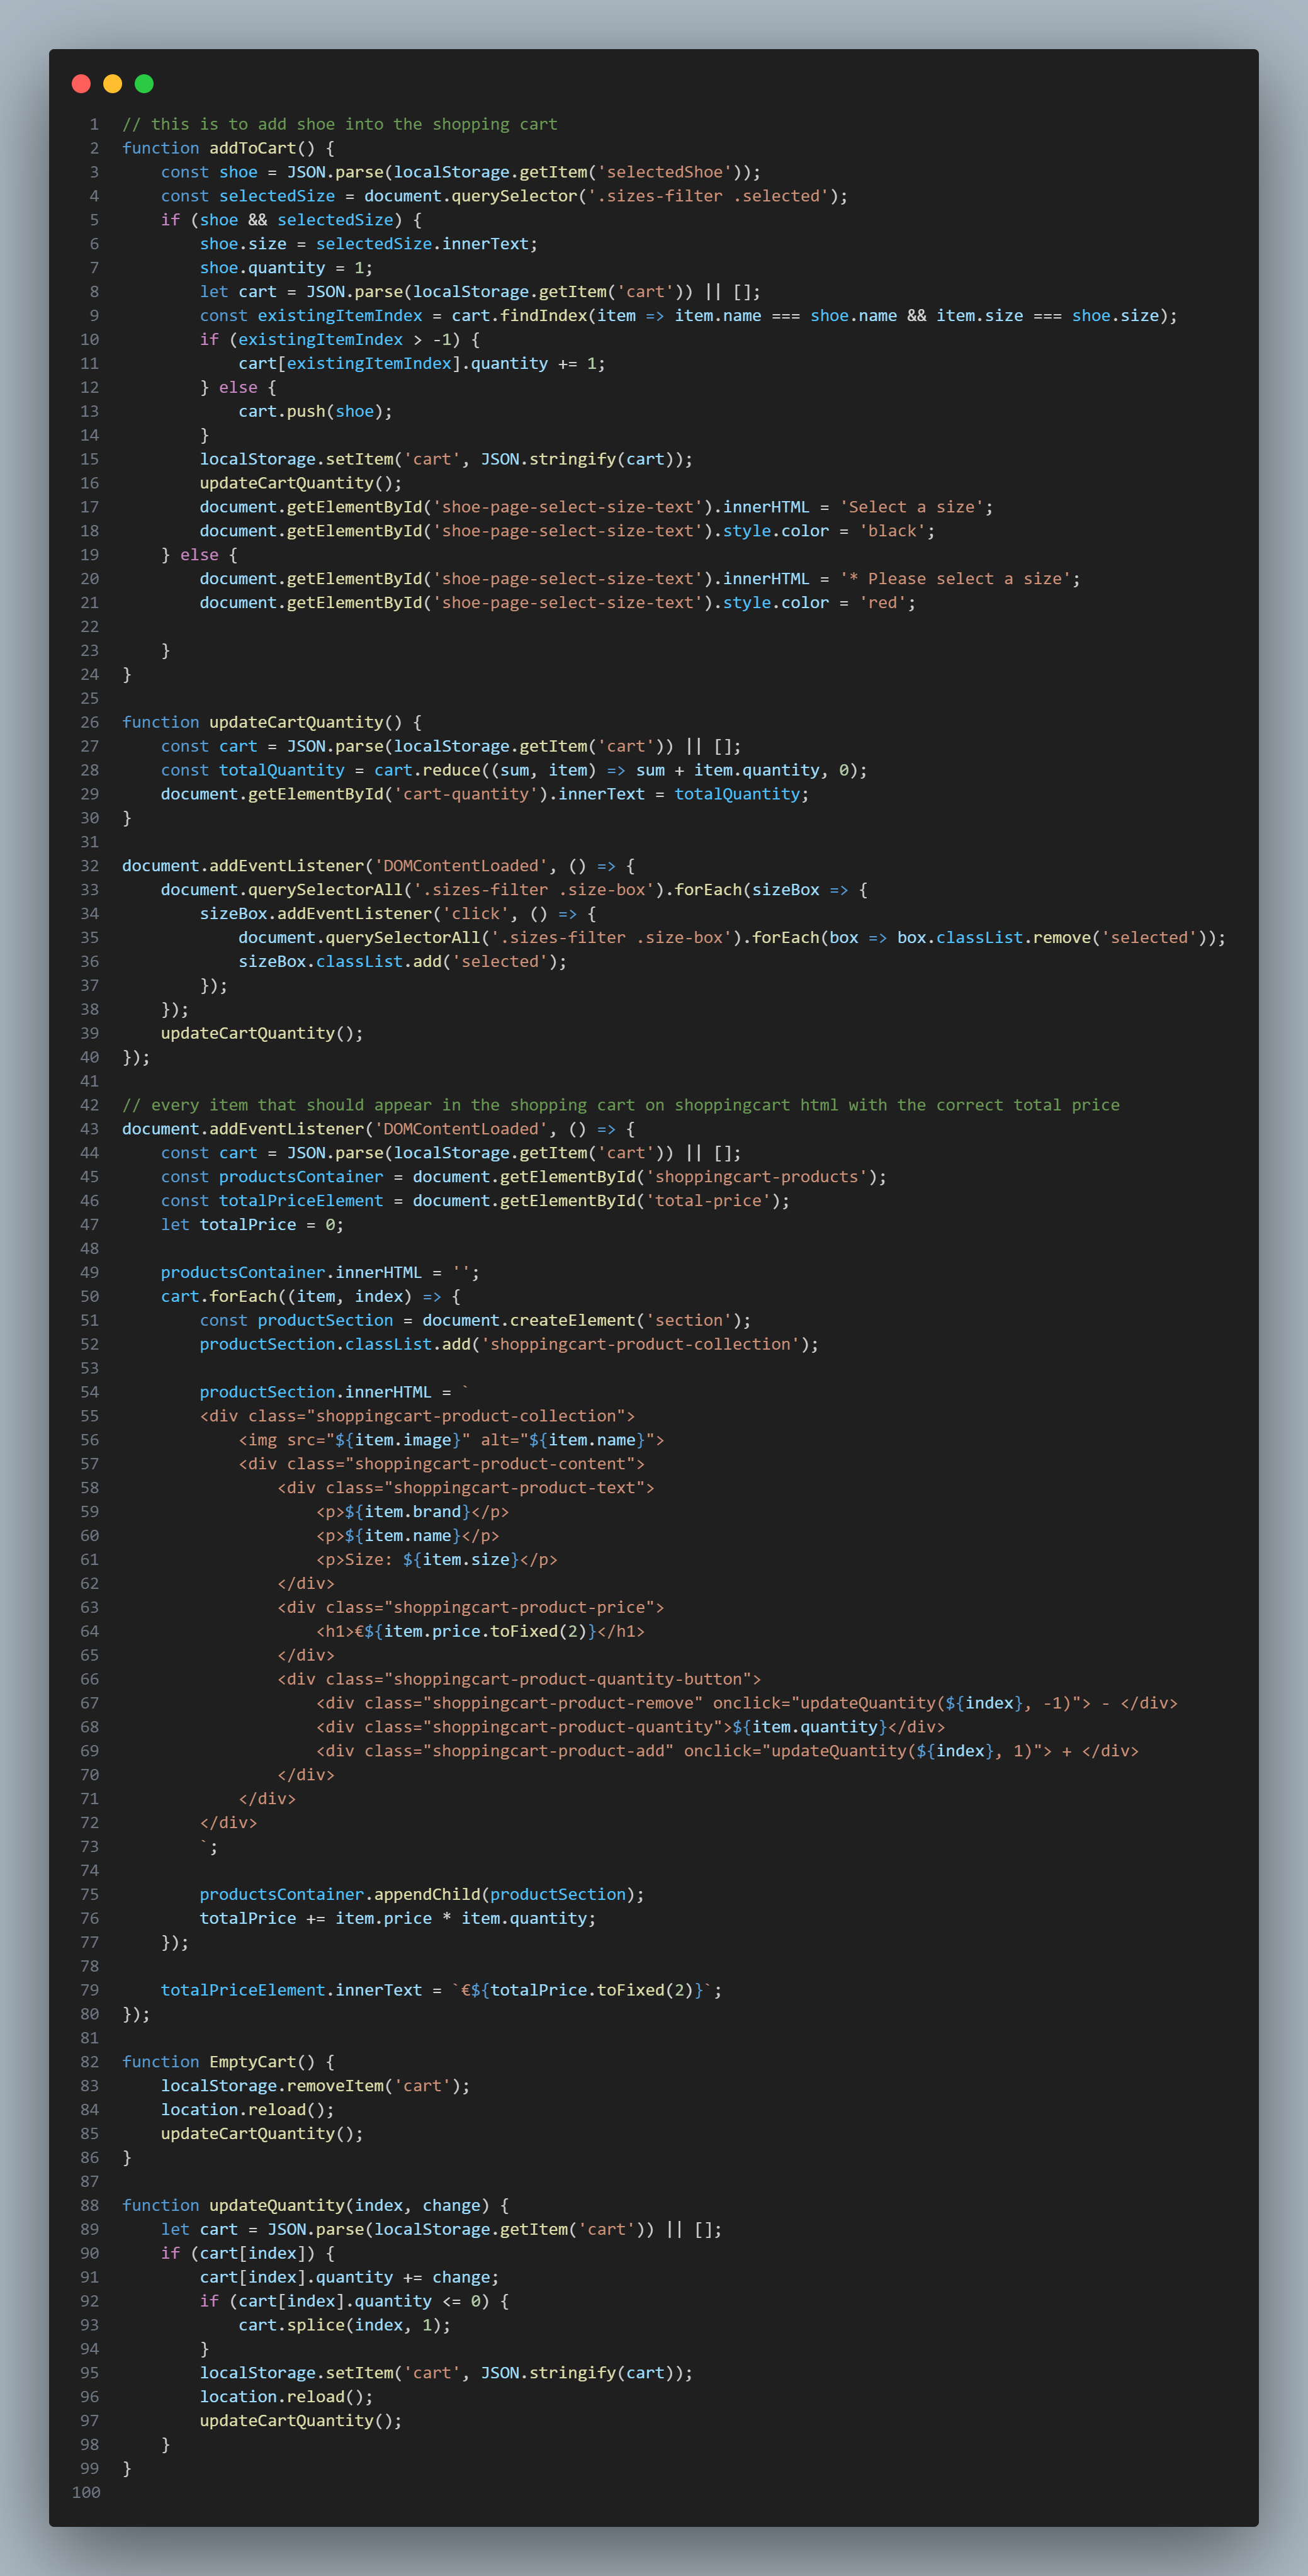 1 // this is to add shoe into the shopping cart
2 function addToCart() {
3     const shoe = JSON.parse(localStorage.getItem('selectedShoe'));
4     const selectedSize = document.querySelector('.sizes-filter .selected');
5     if (shoe && selectedSize) {
6         shoe.size = selectedSize.innerText;
7         shoe.quantity = 1;
8         let cart = JSON.parse(localStorage.getItem('cart')) || [];
9         const existingItemIndex = cart.findIndex(item => item.name === shoe.name && item.size === shoe.size);
10         if (existingItemIndex > -1) {
11             cart[existingItemIndex].quantity += 1;
12         } else {
13             cart.push(shoe);
14         }
15         localStorage.setItem('cart', JSON.stringify(cart));
16         updateCartQuantity();
17         document.getElementById('shoe-page-select-size-text').innerHTML = 'Select a size';
18         document.getElementById('shoe-page-select-size-text').style.color = 'black';
19     } else {
20         document.getElementById('shoe-page-select-size-text').innerHTML = '* Please select a size';
21         document.getElementById('shoe-page-select-size-text').style.color = 'red';
22
23     }
24 }
25
26 function updateCartQuantity() {
27     const cart = JSON.parse(localStorage.getItem('cart')) || [];
28     const totalQuantity = cart.reduce((sum, item) => sum + item.quantity, 0);
29     document.getElementById('cart-quantity').innerText = totalQuantity;
30 }
31
32 document.addEventListener('DOMContentLoaded', () => {
33     document.querySelectorAll('.sizes-filter .size-box').forEach(sizeBox => {
34         sizeBox.addEventListener('click', () => {
35             document.querySelectorAll('.sizes-filter .size-box').forEach(box => box.classList.remove('selected'));
36             sizeBox.classList.add('selected');
37         });
38     });
39     updateCartQuantity();
40 });
41
42 // every item that should appear in the shopping cart on shoppingcart html with the correct total price
43 document.addEventListener('DOMContentLoaded', () => {
44     const cart = JSON.parse(localStorage.getItem('cart')) || [];
45     const productsContainer = document.getElementById('shoppingcart-products');
46     const totalPriceElement = document.getElementById('total-price');
47     let totalPrice = 0;
48
49     productsContainer.innerHTML = '';
50     cart.forEach((item, index) => {
51         const productSection = document.createElement('section');
52         productSection.classList.add('shoppingcart-product-collection');
53
54         productSection.innerHTML = `
55         <div class="shoppingcart-product-collection">
56             <img src="${item.image}" alt="${item.name}">
57             <div class="shoppingcart-product-content">
58                 <div class="shoppingcart-product-text">
59                     <p>${item.brand}</p>
60                     <p>${item.name}</p>
61                     <p>Size: ${item.size}</p>
62                 </div>
63                 <div class="shoppingcart-product-price">
64                     <h1>€${item.price.toFixed(2)}</h1>
65                 </div>
66                 <div class="shoppingcart-product-quantity-button">
67                     <div class="shoppingcart-product-remove" onclick="updateQuantity(${index}, -1)"> - </div>
68                     <div class="shoppingcart-product-quantity">${item.quantity}</div>
69                     <div class="shoppingcart-product-add" onclick="updateQuantity(${index}, 1)"> + </div>
70                 </div>
71             </div>
72         </div>
73         `;
74
75         productsContainer.appendChild(productSection);
76         totalPrice += item.price * item.quantity;
77     });
78
79     totalPriceElement.innerText = `€${totalPrice.toFixed(2)}`;
80 });
81
82 function EmptyCart() {
83     localStorage.removeItem('cart');
84     location.reload();
85     updateCartQuantity();
86 }
87
88 function updateQuantity(index, change) {
89     let cart = JSON.parse(localStorage.getItem('cart')) || [];
90     if (cart[index]) {
91         cart[index].quantity += change;
92         if (cart[index].quantity <= 0) {
93             cart.splice(index, 1);
94         }
95         localStorage.setItem('cart', JSON.stringify(cart));
96         location.reload();
97         updateCartQuantity();
98     }
99 }
100